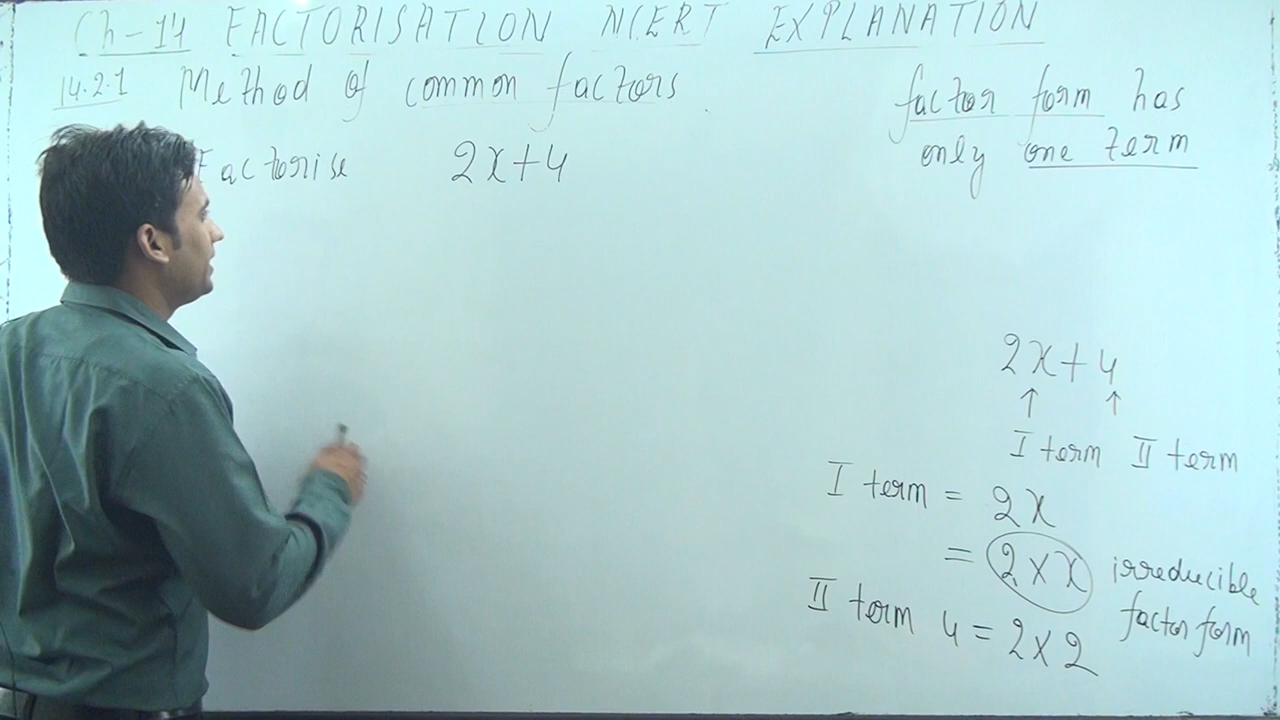 Ch-14 FACTORISATION NCERT EXPLANATION
14.2.1 Method of common factors
factor form has
only one term
Factorise 2x+4
2x+4
↑ ↑
I term II term
I term = 2x
= 2×x irreducible
factor form
II term 4 = 2×2